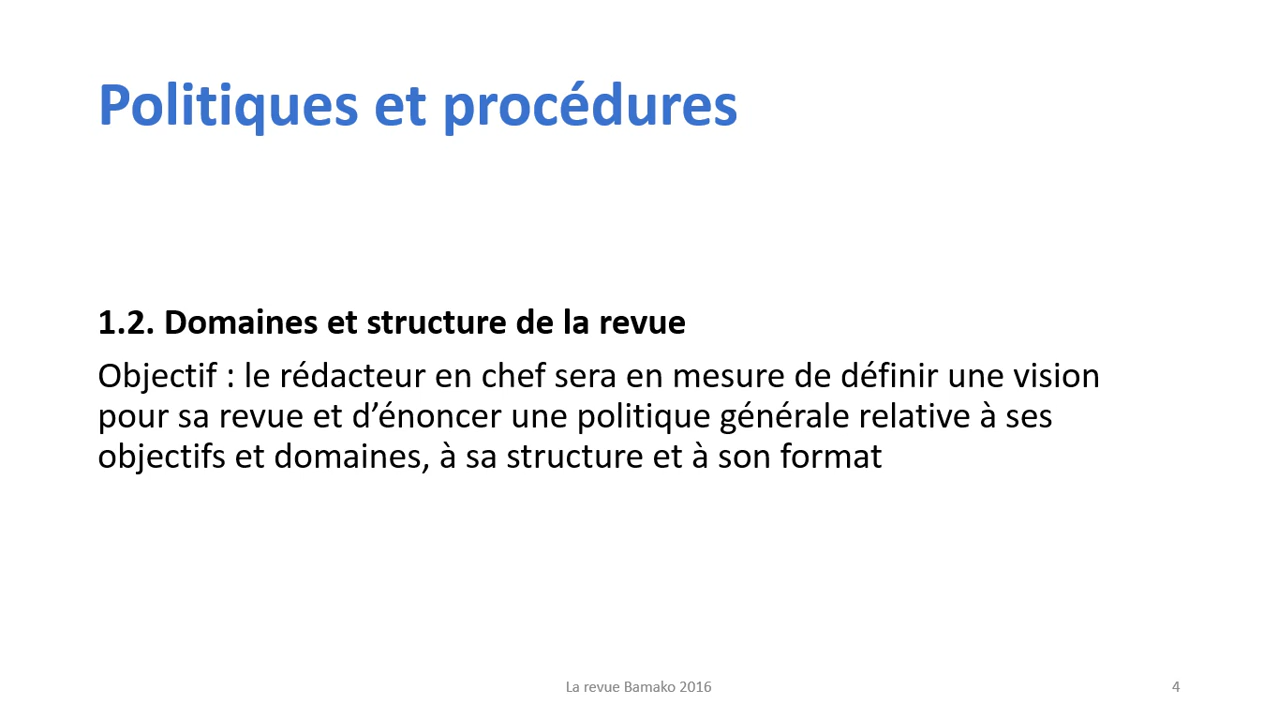 Politiques et procédures
1.2. Domaines et structure de la revue
Objectif : le rédacteur en chef sera en mesure de définir une vision
pour sa revue et d’énoncer une politique générale relative à ses
objectifs et domaines, à sa structure et à son format
La revue Bamako 2016
4